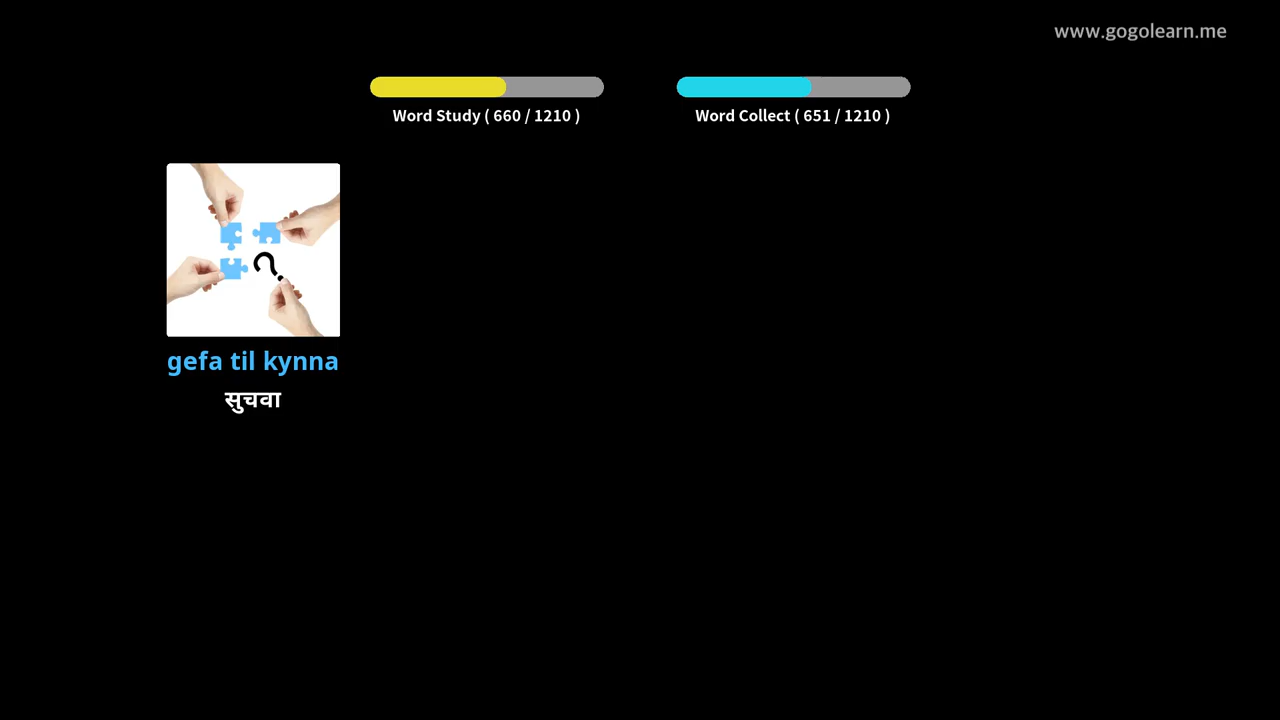 www.gogolearn.me
Word Study ( 660 / 1210 )
Word Collect ( 651 / 1210 )
gefa til kynna
सुचवा